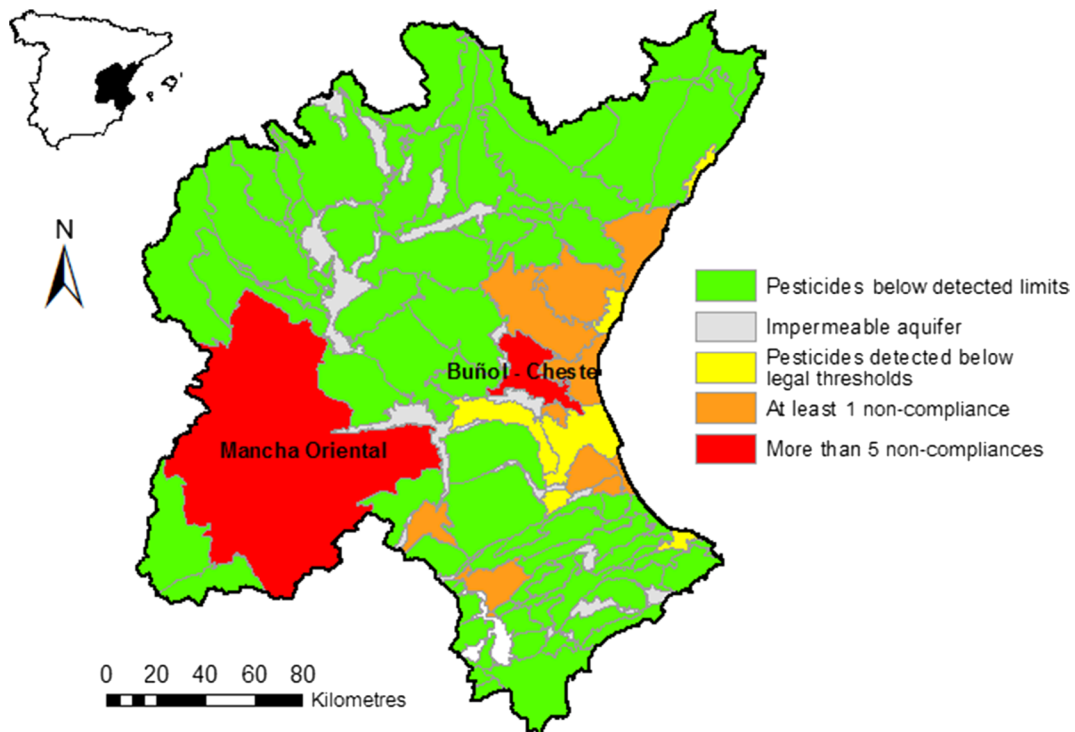 N
Pesticides below detected limits
Impermeable aquifer
Pesticides detected below
legal thresholds
At least 1 non-compliance
More than 5 non-compliances
Buñol - Cheste
Mancha Oriental
0 20 40 60 80
Kilometres